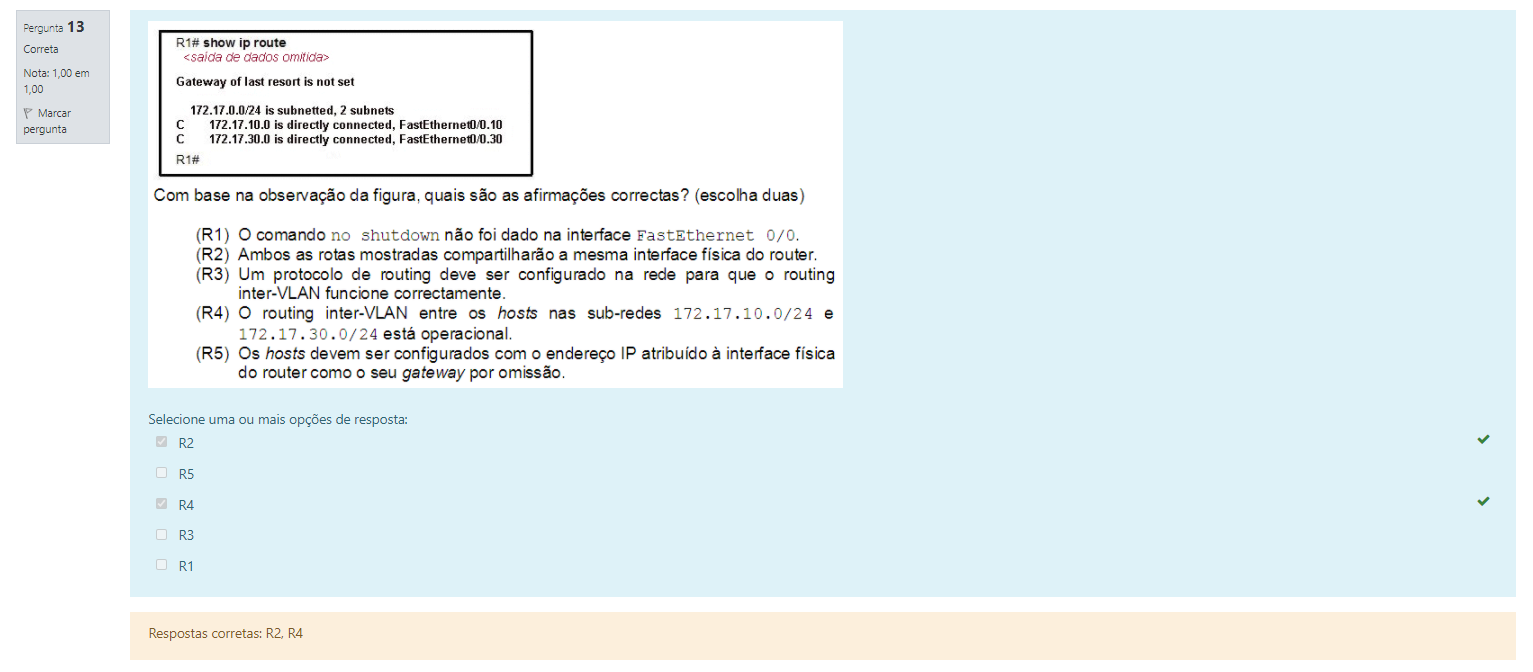 Pergunta 13
Correta
Nota: 1,00 em
1,00
Marcar
pergunta
R1# show ip route
<saída de dados omitida>
Gateway of last resort is not set
172.17.0.0/24 is subnetted, 2 subnets
C 172.17.10.0 is directly connected, FastEthernet0/0.10
C 172.17.30.0 is directly connected, FastEthernet0/0.30
R1#
Com base na observação da figura, quais são as afirmações correctas? (escolha duas)
(R1) O comando no shutdown não foi dado na interface FastEthernet 0/0.
(R2) Ambos as rotas mostradas compartilharão a mesma interface física do router.
(R3) Um protocolo de routing deve ser configurado na rede para que o routing
inter-VLAN funcione correctamente.
(R4) O routing inter-VLAN entre os hosts nas sub-redes 172.17.10.0/24 e
172.17.30.0/24 está operacional.
(R5) Os hosts devem ser configurados com o endereço IP atribuído à interface física
do router como o seu gateway por omissão.
Selecione uma ou mais opções de resposta:
R2
R5
R4
R3
R1
Respostas corretas: R2, R4